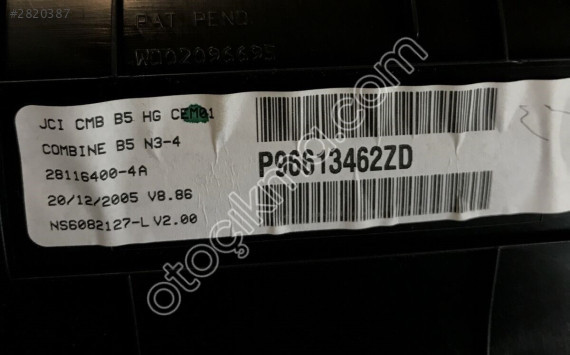 #2820387
PAT. PEND
WO02096695
JCI CMB B5 HG CEM01
COMBINE B5 N3-4
28116400-4A
20/12/2005 V8.86
NS6082127-L V2.00
P96613462ZD
otoçıkma.com